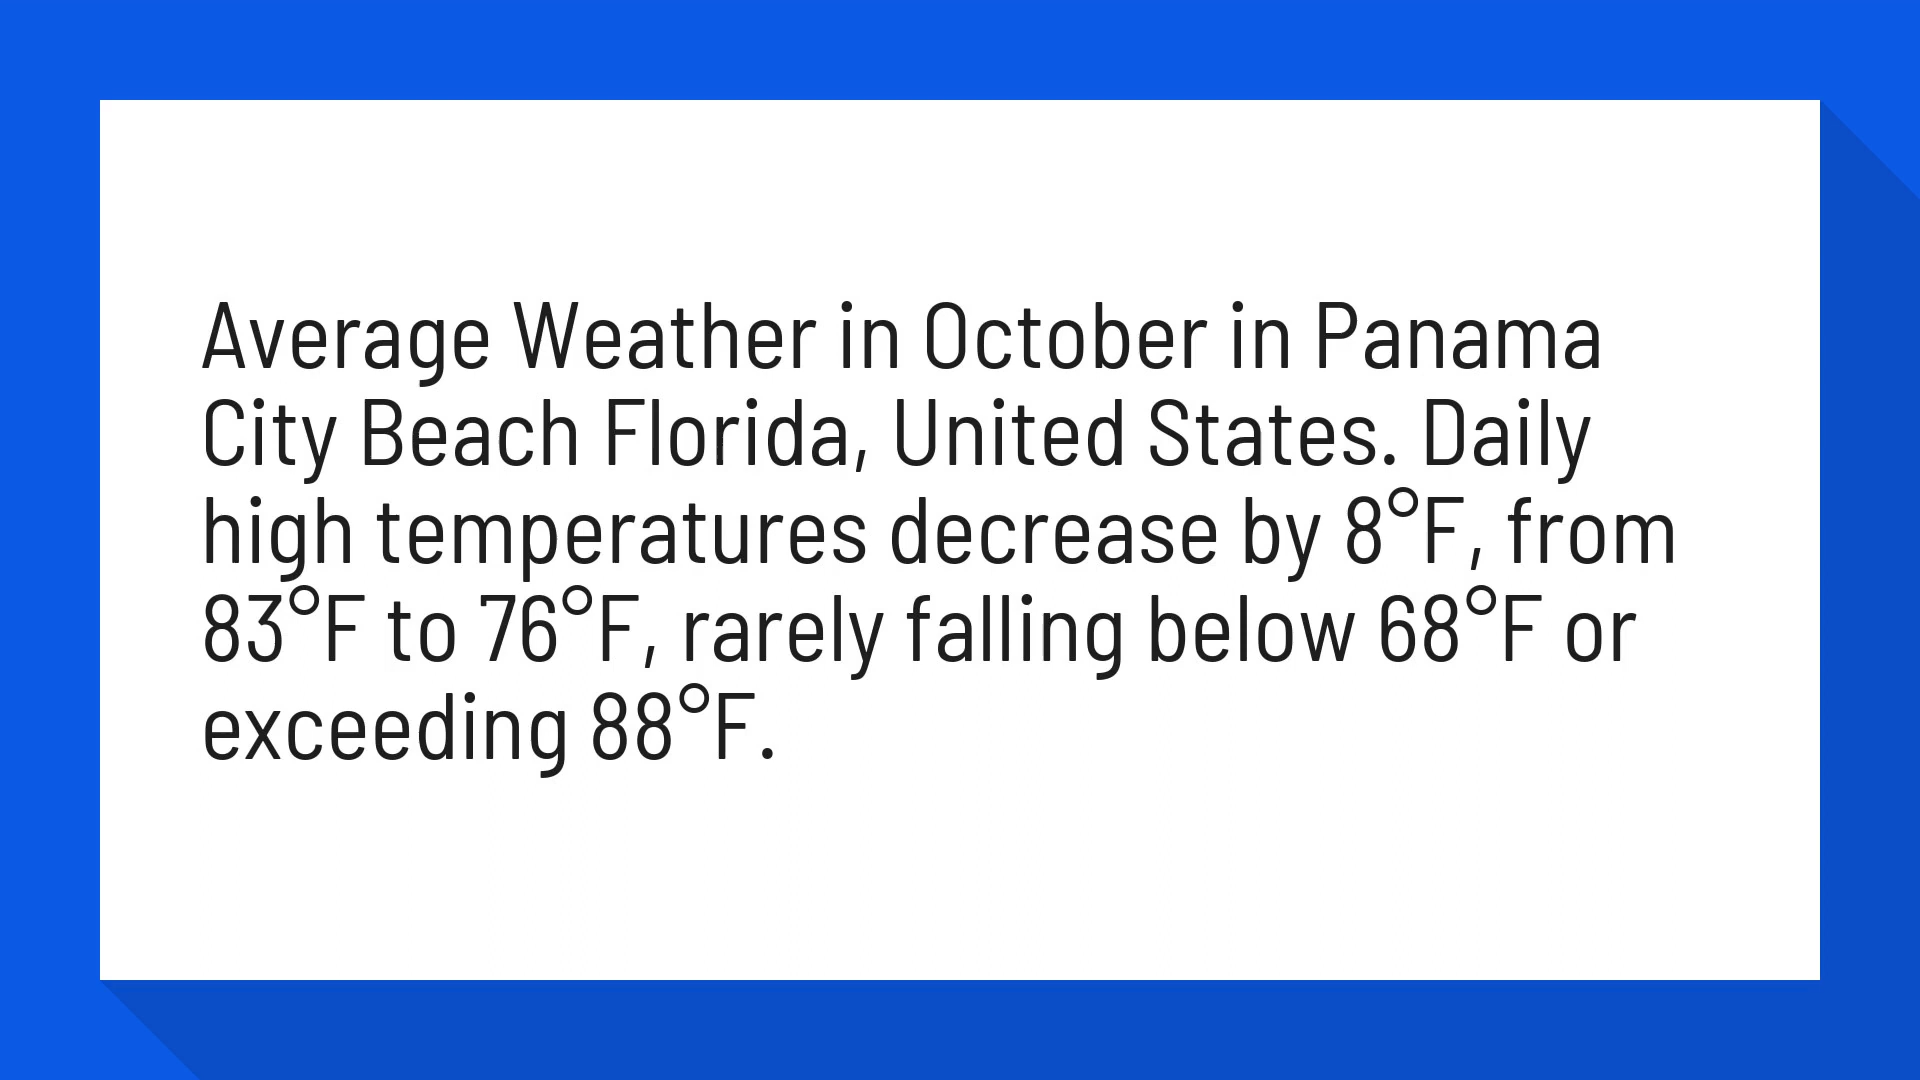 Average Weather in October in Panama
City Beach Florida, United States. Daily
high temperatures decrease by 8°F, from
83°F to 76°F, rarely falling below 68°F or
exceeding 88°F.